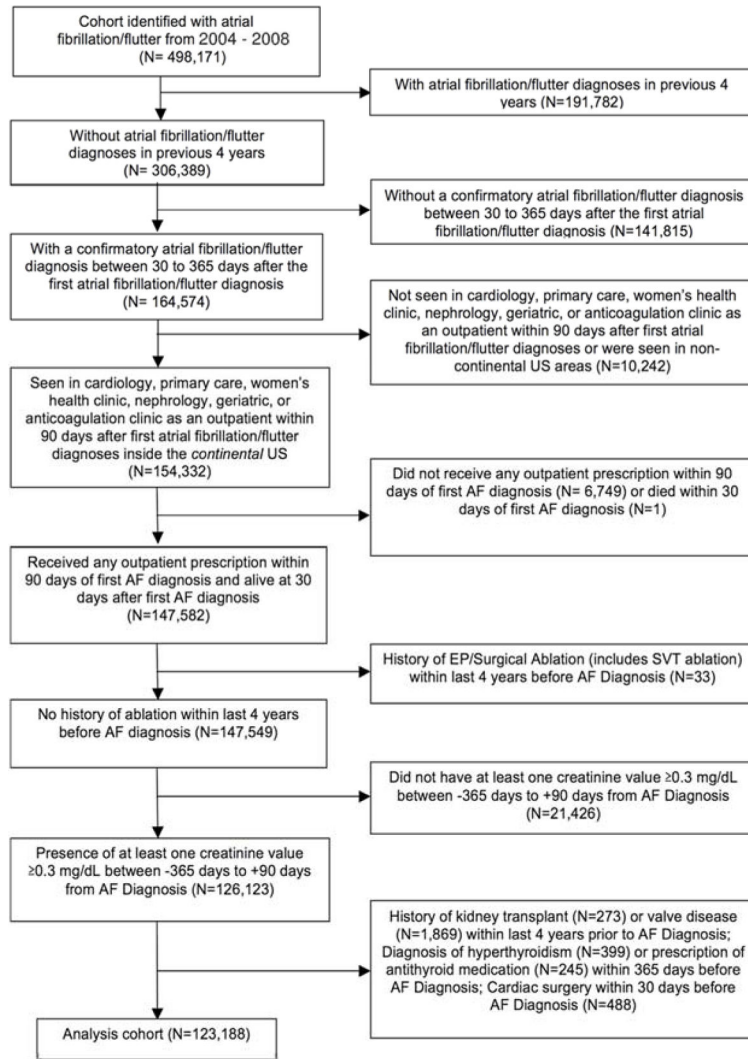 Cohort identified with atrial
fibrillation/flutter from 2004 - 2008
(N= 498,171)
With atrial fibrillation/flutter diagnoses in previous 4
years (N=191,782)
Without atrial fibrillation/flutter
diagnoses in previous 4 years
(N= 306,389)
Without a confirmatory atrial fibrillation/flutter diagnosis
between 30 to 365 days after the first atrial
fibrillation/flutter diagnosis (N=141,815)
With a confirmatory atrial fibrillation/flutter
diagnosis between 30 to 365 days after the
first atrial fibrillation/flutter diagnosis
(N= 164,574)
Not seen in cardiology, primary care, women's health
clinic, nephrology, geriatric, or anticoagulation clinic as
an outpatient within 90 days after first atrial
fibrillation/flutter diagnoses or were seen in non-
continental US areas (N=10,242)
Seen in cardiology, primary care, women's
health clinic, nephrology, geriatric, or
anticoagulation clinic as an outpatient within
90 days after first atrial fibrillation/flutter
diagnoses inside the continental US
(N=154,332)
Did not receive any outpatient prescription within 90
days of first AF diagnosis (N= 6,749) or died within 30
days of first AF diagnosis
(N=1)
Received any outpatient prescription within
90 days of first AF diagnosis and alive at 30
days after first AF diagnosis
(N=147,582)
History of EP/Surgical Ablation (includes SVT ablation)
within last 4 years before AF Diagnosis (N=33)
No history of ablation within last 4 years
before AF diagnosis (N=147,549)
Did not have at least one creatinine value ≥0.3 mg/dL
between -365 days to +90 days from AF Diagnosis
(N=21,426)
Presence of at least one creatinine value
≥0.3 mg/dL between -365 days to +90 days
from AF Diagnosis (N=126,123)
History of kidney transplant (N=273) or valve disease
(N=1,869) within last 4 years prior to AF Diagnosis;
Diagnosis of hyperthyroidism (N=399) or prescription of
antithyroid medication (N=245) within 365 days before
AF Diagnosis; Cardiac surgery within 30 days before
AF Diagnosis (N=488)
Analysis cohort (N=123,188)